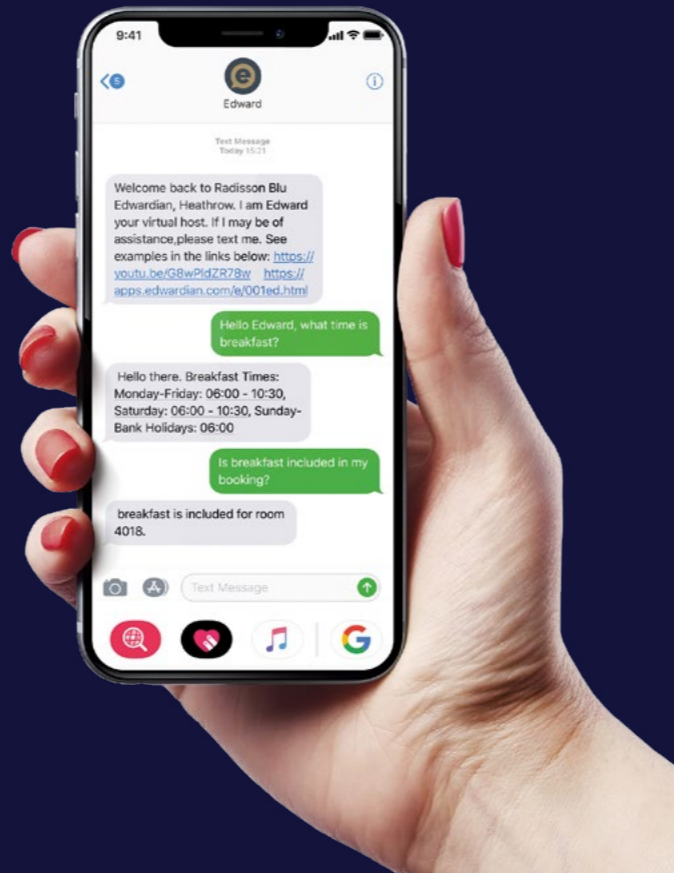 9:41
5
e
Edward
Text Message
Today 15:21
Welcome back to Radisson Blu
Edwardian, Heathrow. I am Edward
your virtual host. If I may be of
assistance,please text me. See
examples in the links below: https://
youtu.be/G8wPldZR78w https://
apps.edwardian.com/e/001ed.html
Hello Edward, what time is
breakfast?
Hello there. Breakfast Times:
Monday-Friday: 06:00 - 10:30,
Saturday: 06:00 - 10:30, Sunday-
Bank Holidays: 06:00
Is breakfast included in my
booking?
breakfast is included for room
4018.
Text Message
G